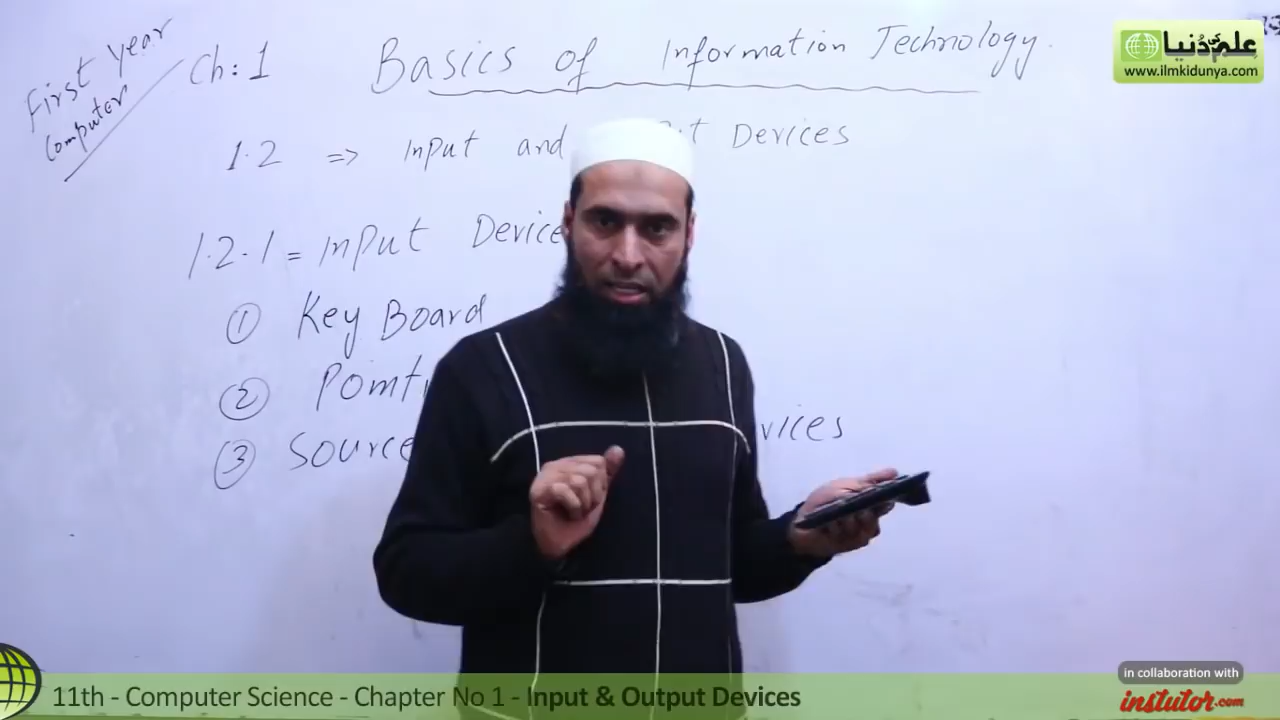 First year
Computer
Ch:1 Basics of Information Technology.
1.2 => Input and Devices
1.2.1 = Input Device
① Key Board
② 
③ Source
علم کی دنیا
www.ilmkidunya.com
11th - Computer Science - Chapter No 1 - Input & Output Devices
in collaboration with
instutor.com